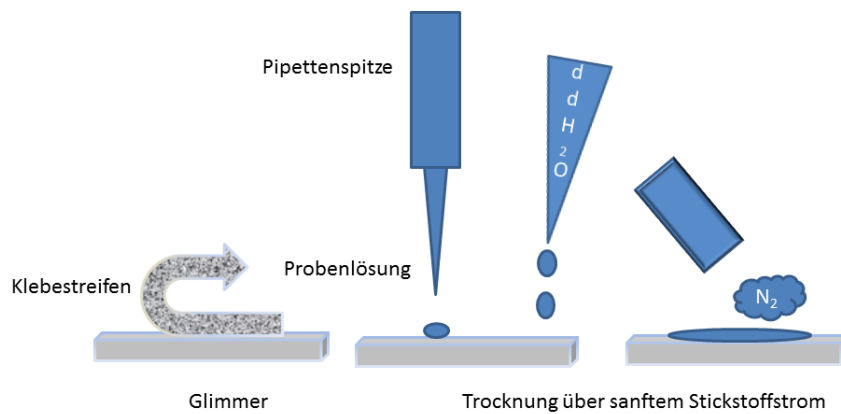 Pipettenspitze
d
d
H
2
O
Klebestreifen
Probenlösung
N₂
Glimmer
Trocknung über sanftem Stickstoffstrom